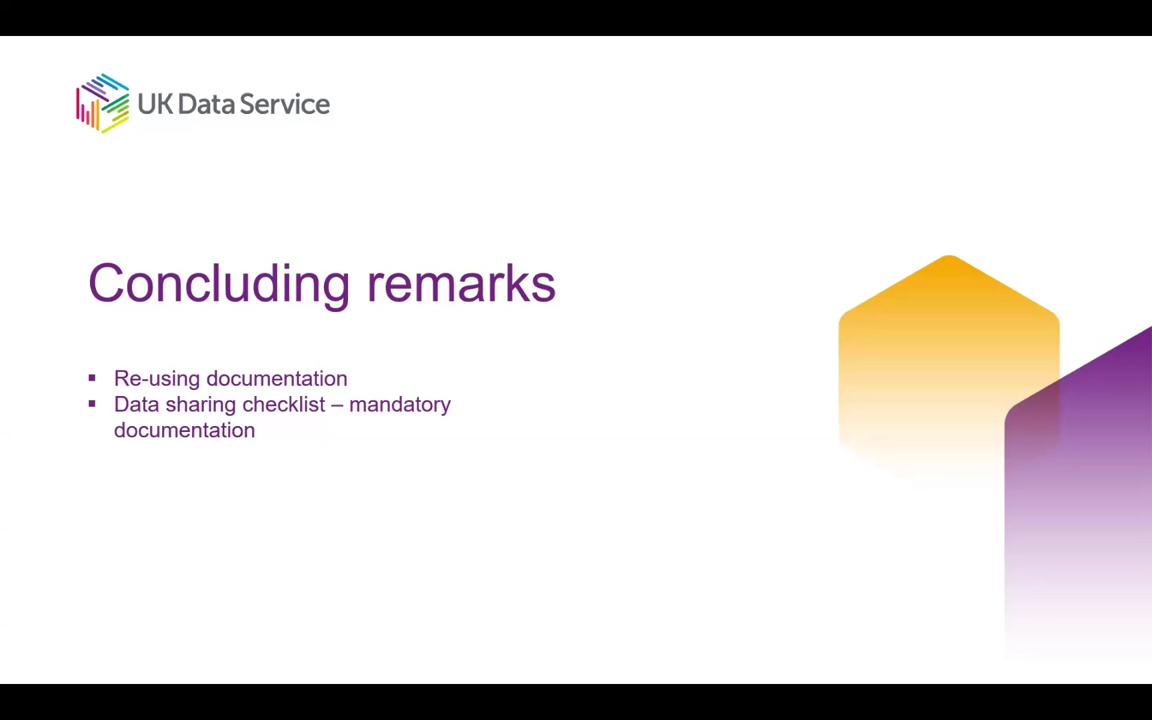 UK Data Service
Concluding remarks
▪ Re-using documentation
▪ Data sharing checklist – mandatory
documentation